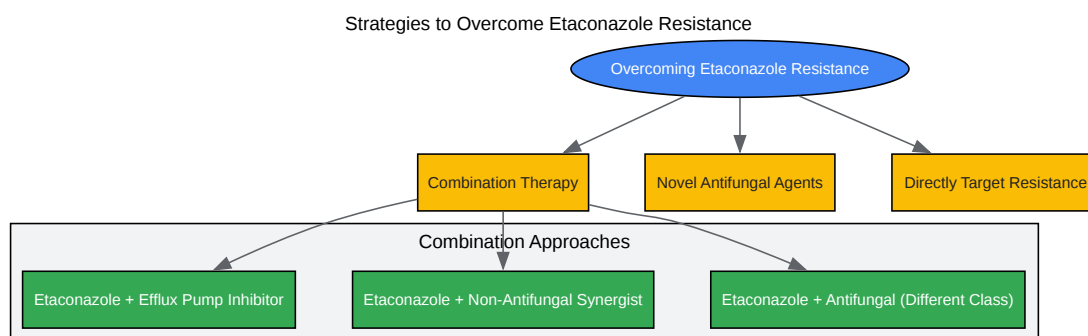 Strategies to Overcome Etaconazole Resistance
Overcoming Etaconazole Resistance
Combination Therapy
Novel Antifungal Agents
Directly Target Resistance
Combination Approaches
Etaconazole + Efflux Pump Inhibitor
Etaconazole + Non-Antifungal Synergist
Etaconazole + Antifungal (Different Class)